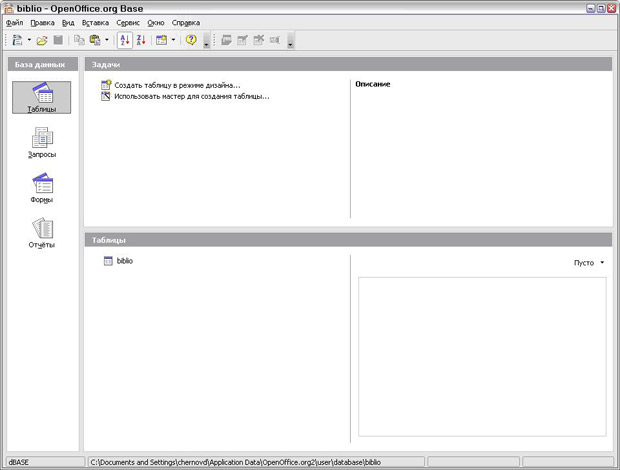 biblio - OpenOffice.org Base
Файл Правка Вид Вставка Сервис Окно Справка
База данных
Задачи
Таблицы
Запросы
Формы
Отчёты
Создать таблицу в режиме дизайна...
Использовать мастер для создания таблицы...
Описание
Таблицы
biblio
Пусто
dBASE
C:\Documents and Settings\chernovd\Application Data\OpenOffice.org2\user\database\biblio